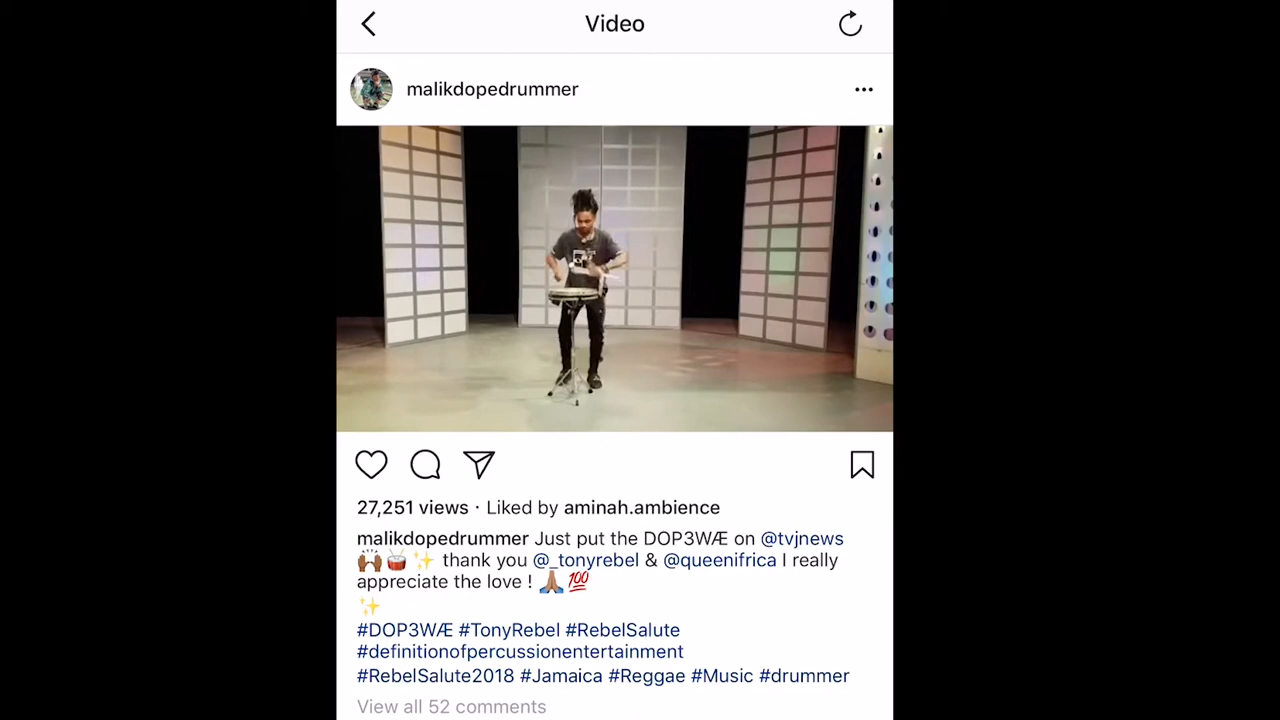 Video
malikdopedrummer
27,251 views · Liked by aminah.ambience
malikdopedrummer Just put the DOP3WÆ on @tvjnews
🙌🏾🥁✨ thank you @_tonyrebel & @queenifrica I really
appreciate the love ! 🙏🏽💯
✨
#DOP3WÆ #TonyRebel #RebelSalute
#definitionofpercussionentertainment
#RebelSalute2018 #Jamaica #Reggae #Music #drummer
View all 52 comments